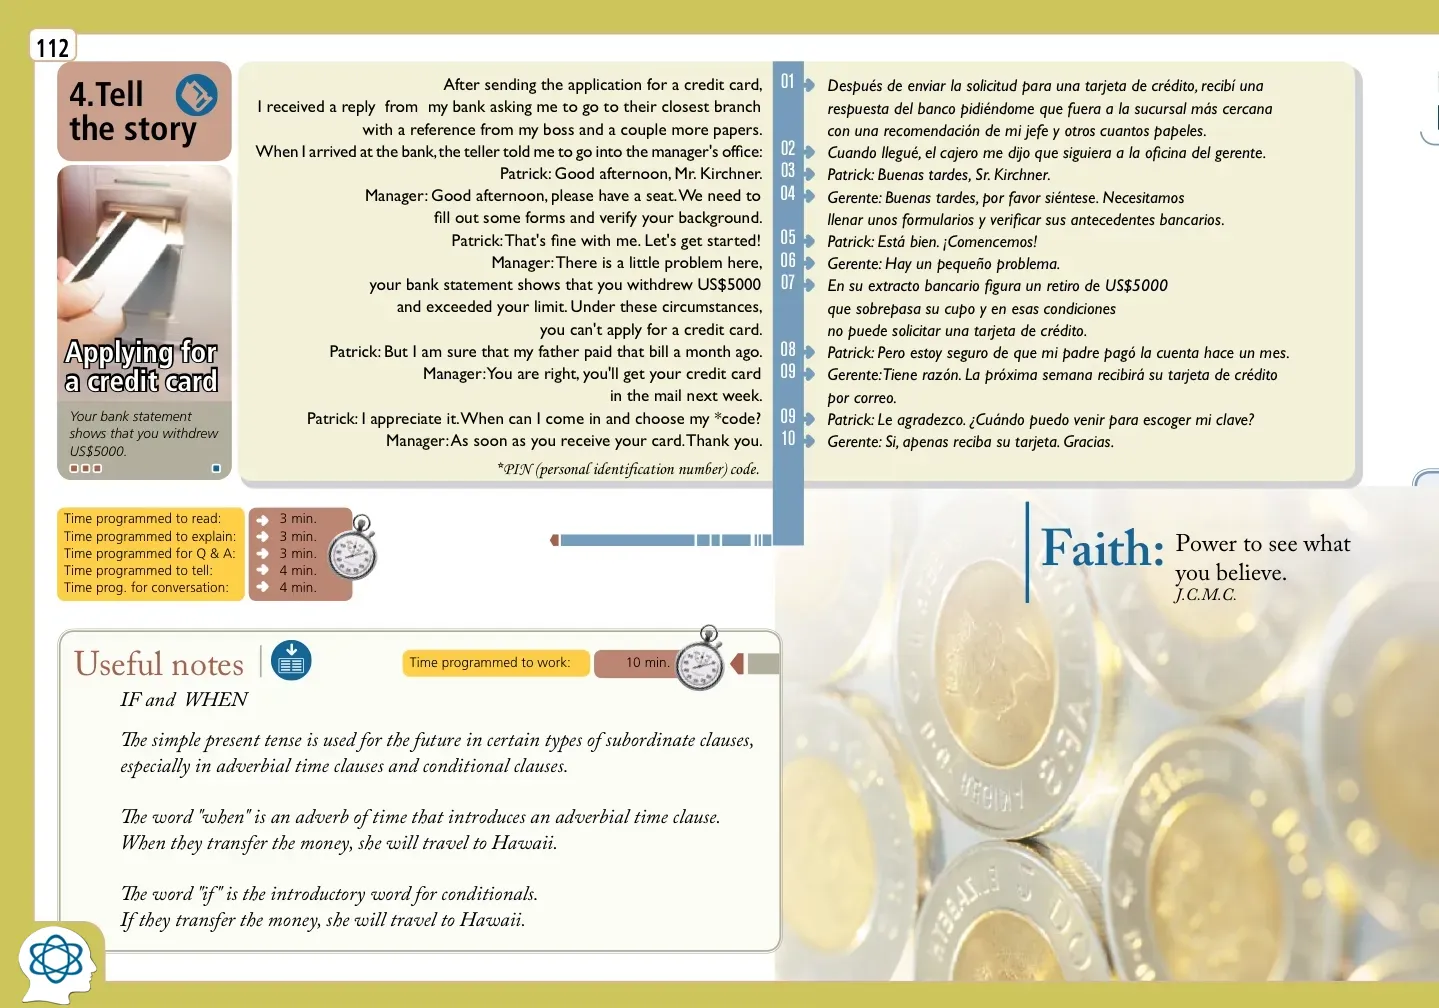 112
4.Tell
the story
Applying for
a credit card
Your bank statement
shows that you withdrew
US$5000.
After sending the application for a credit card,
I received a reply from my bank asking me to go to their closest branch
with a reference from my boss and a couple more papers.
When I arrived at the bank, the teller told me to go into the manager's office:
Patrick: Good afternoon, Mr. Kirchner.
Manager: Good afternoon, please have a seat. We need to
fill out some forms and verify your background.
Patrick: That's fine with me. Let's get started!
Manager: There is a little problem here,
your bank statement shows that you withdrew US$5000
and exceeded your limit. Under these circumstances,
you can't apply for a credit card.
Patrick: But I am sure that my father paid that bill a month ago.
Manager: You are right, you'll get your credit card
in the mail next week.
Patrick: I appreciate it. When can I come in and choose my *code?
Manager: As soon as you receive your card. Thank you.
*PIN (personal identification number) code.
01
02
03
04
05
06
07
08
09
09
10
Después de enviar la solicitud para una tarjeta de crédito, recibí una
respuesta del banco pidiéndome que fuera a la sucursal más cercana
con una recomendación de mi jefe y otros cuantos papeles.
Cuando llegué, el cajero me dijo que siguiera a la oficina del gerente.
Patrick: Buenas tardes, Sr. Kirchner.
Gerente: Buenas tardes, por favor siéntese. Necesitamos
llenar unos formularios y verificar sus antecedentes bancarios.
Patrick: Está bien. ¡Comencemos!
Gerente: Hay un pequeño problema.
En su extracto bancario figura un retiro de US$5000
que sobrepasa su cupo y en esas condiciones
no puede solicitar una tarjeta de crédito.
Patrick: Pero estoy seguro de que mi padre pagó la cuenta hace un mes.
Gerente: Tiene razón. La próxima semana recibirá su tarjeta de crédito
por correo.
Patrick: Le agradezco. ¿Cuándo puedo venir para escoger mi clave?
Gerente: Si, apenas reciba su tarjeta. Gracias.
Time programmed to read: 3 min.
Time programmed to explain: 3 min.
Time programmed for Q & A: 3 min.
Time programmed to tell: 4 min.
Time prog. for conversation: 4 min.
Faith: Power to see what
you believe.
J.C.M.C.
Useful notes
Time programmed to work: 10 min.
IF and WHEN
The simple present tense is used for the future in certain types of subordinate clauses,
especially in adverbial time clauses and conditional clauses.
The word "when" is an adverb of time that introduces an adverbial time clause.
When they transfer the money, she will travel to Hawaii.
The word "if" is the introductory word for conditionals.
If they transfer the money, she will travel to Hawaii.